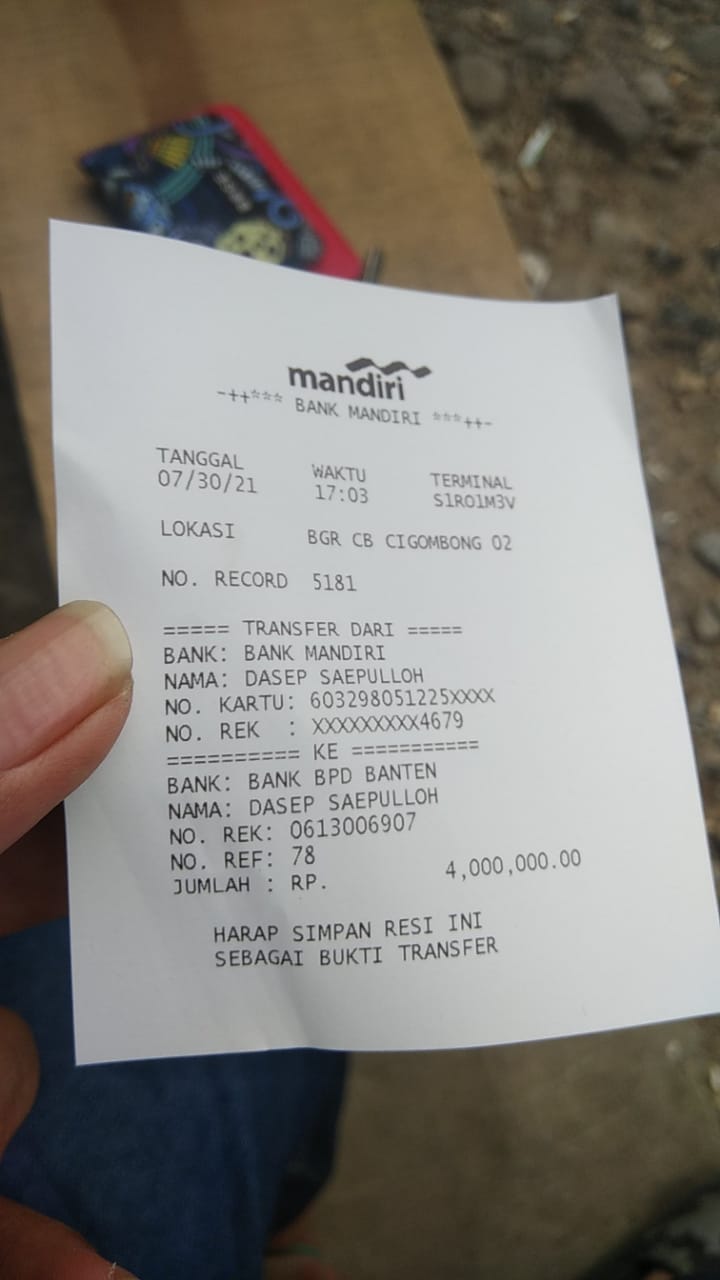 mandiri
-++*** BANK MANDIRI ***++-
TANGGAL WAKTU TERMINAL
07/30/21 17:03 S1RO1M3V
LOKASI BGR CB CIGOMBONG 02
NO. RECORD 5181
===== TRANSFER DARI =====
BANK: BANK MANDIRI
NAMA: DASEP SAEPULLOH
NO. KARTU: 603298051225XXXX
NO. REK : XXXXXXXXX4679
========== KE ===========
BANK: BANK BPD BANTEN
NAMA: DASEP SAEPULLOH
NO. REK: 0613006907
NO. REF: 78
JUMLAH : RP. 4,000,000.00
HARAP SIMPAN RESI INI
SEBAGAI BUKTI TRANSFER